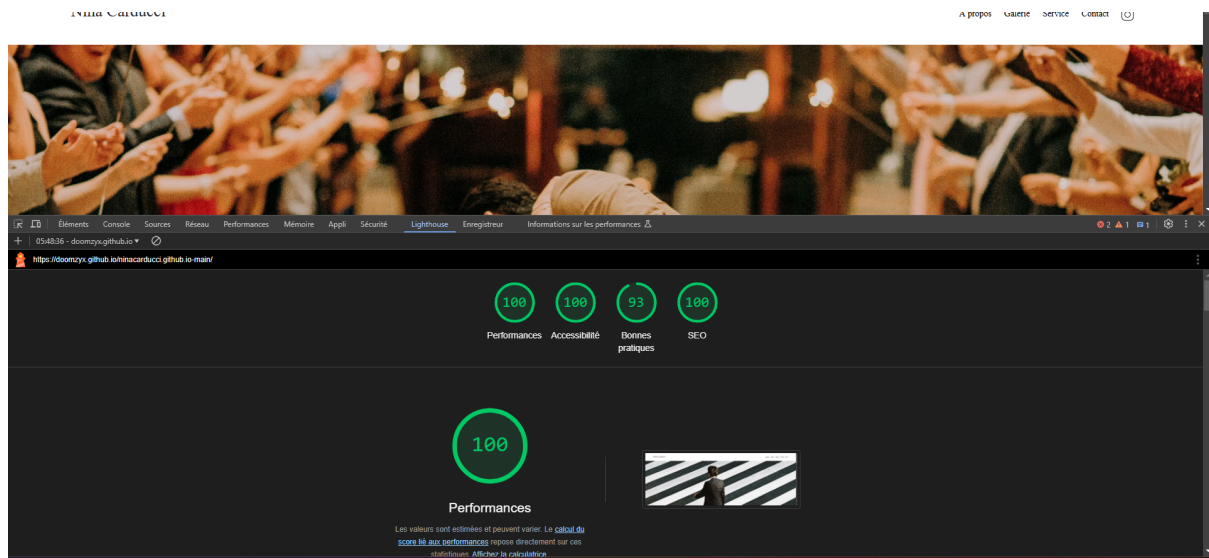 Nina Carducci
A propos Galerie Service Contact
Éléments Console Sources Réseau Performances Mémoire Appli Sécurité Lighthouse Enregistreur Informations sur les performances 2 1 1
05:48:36 - doomzyx.github.io
https://doomzyx.github.io/ninacarducci.github.io-main/
100 100 93 100
Performances Accessibilité Bonnes pratiques SEO
100
Performances
Les valeurs sont estimées et peuvent varier. Le calcul du
score lié aux performances repose directement sur ces
statistiques. Affichez la calculatrice